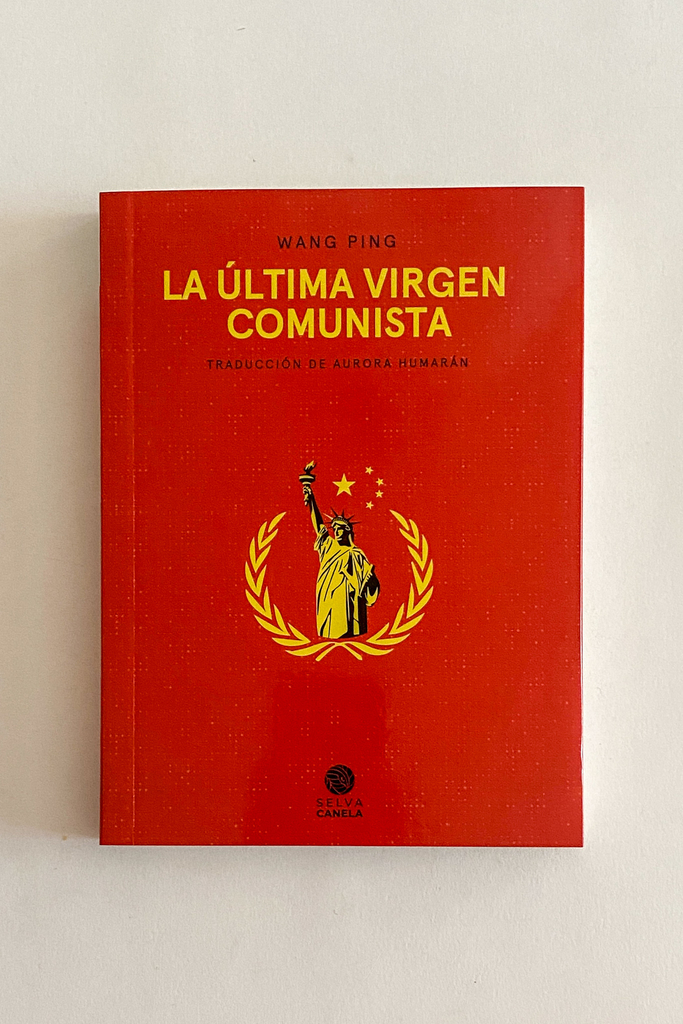 WANG PING
LA ÚLTIMA VIRGEN
COMUNISTA
TRADUCCIÓN DE AURORA HUMARÁN
SELVA
CANELA